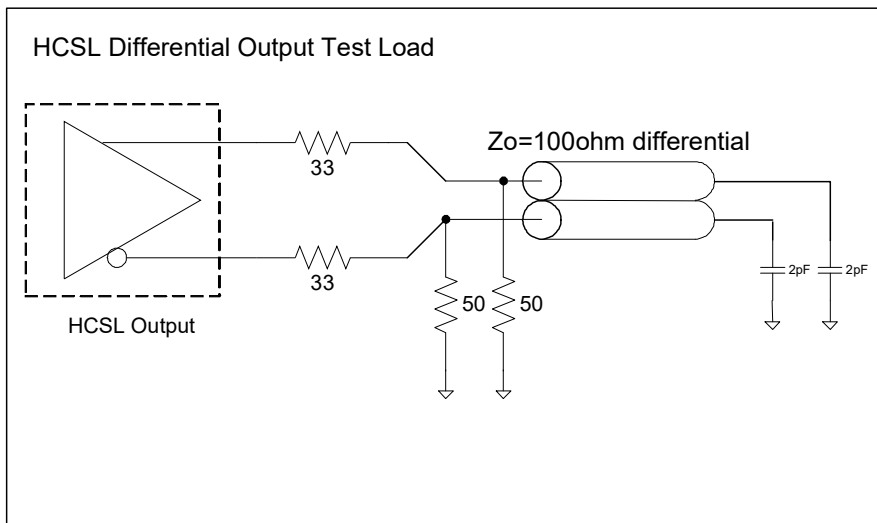 HCSL Differential Output Test Load
Zo=100ohm differential
33
33
50
50
2pF
2pF
HCSL Output